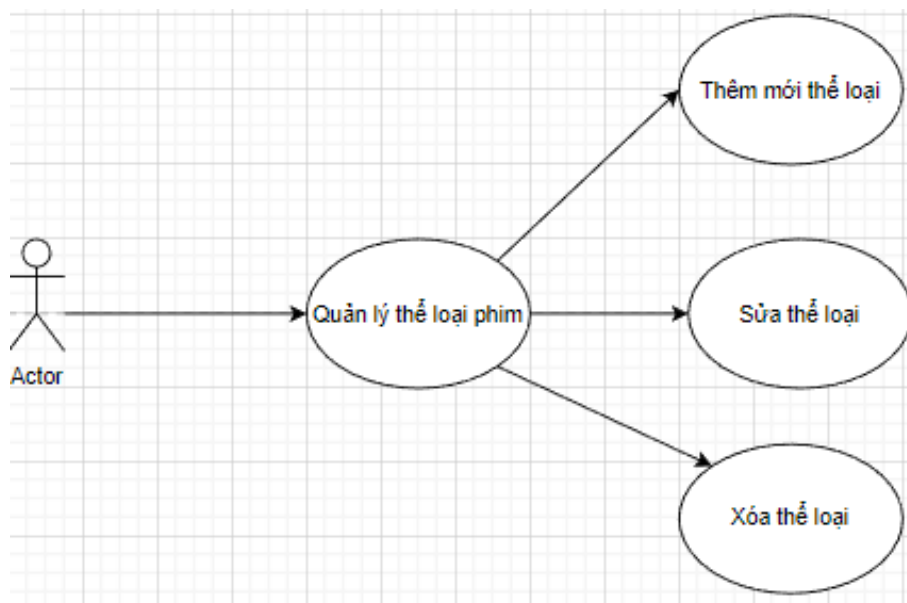 Thêm mới thể loại
Quản lý thể loại phim
Sửa thể loại
Actor
Xóa thể loại